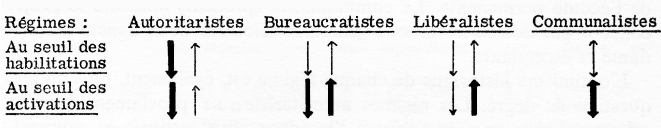 Régimes : Autoritaristes Bureaucratistes Libéralistes Communalistes
Au seuil des
habilitations
Au seuil des
activations